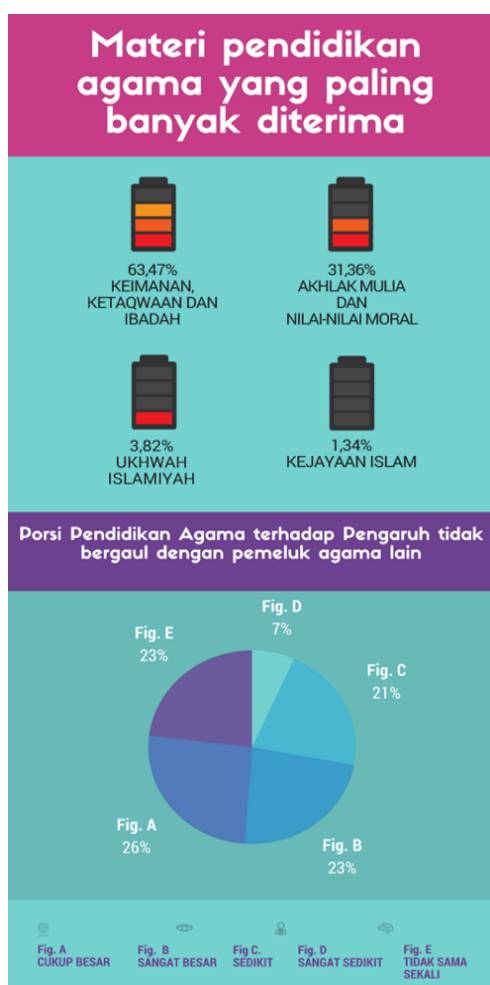 Materi pendidikan
agama yang paling
banyak diterima
63,47%
KEIMANAN,
KETAQWAAN DAN
IBADAH
31,36%
AKHLAK MULIA
DAN
NILAI-NILAI MORAL
3,82%
UKHWAH
ISLAMIYAH
1,34%
KEJAYAAN ISLAM
Porsi Pendidikan Agama terhadap Pengaruh tidak
bergaul dengan pemeluk agama lain
Fig. D
7%
Fig. E
23%
Fig. C
21%
Fig. A
26%
Fig. B
23%
Fig. A
CUKUP BESAR
Fig. B
SANGAT BESAR
Fig C.
SEDIKIT
Fig. D
SANGAT SEDIKIT
Fig. E
TIDAK SAMA
SEKALI